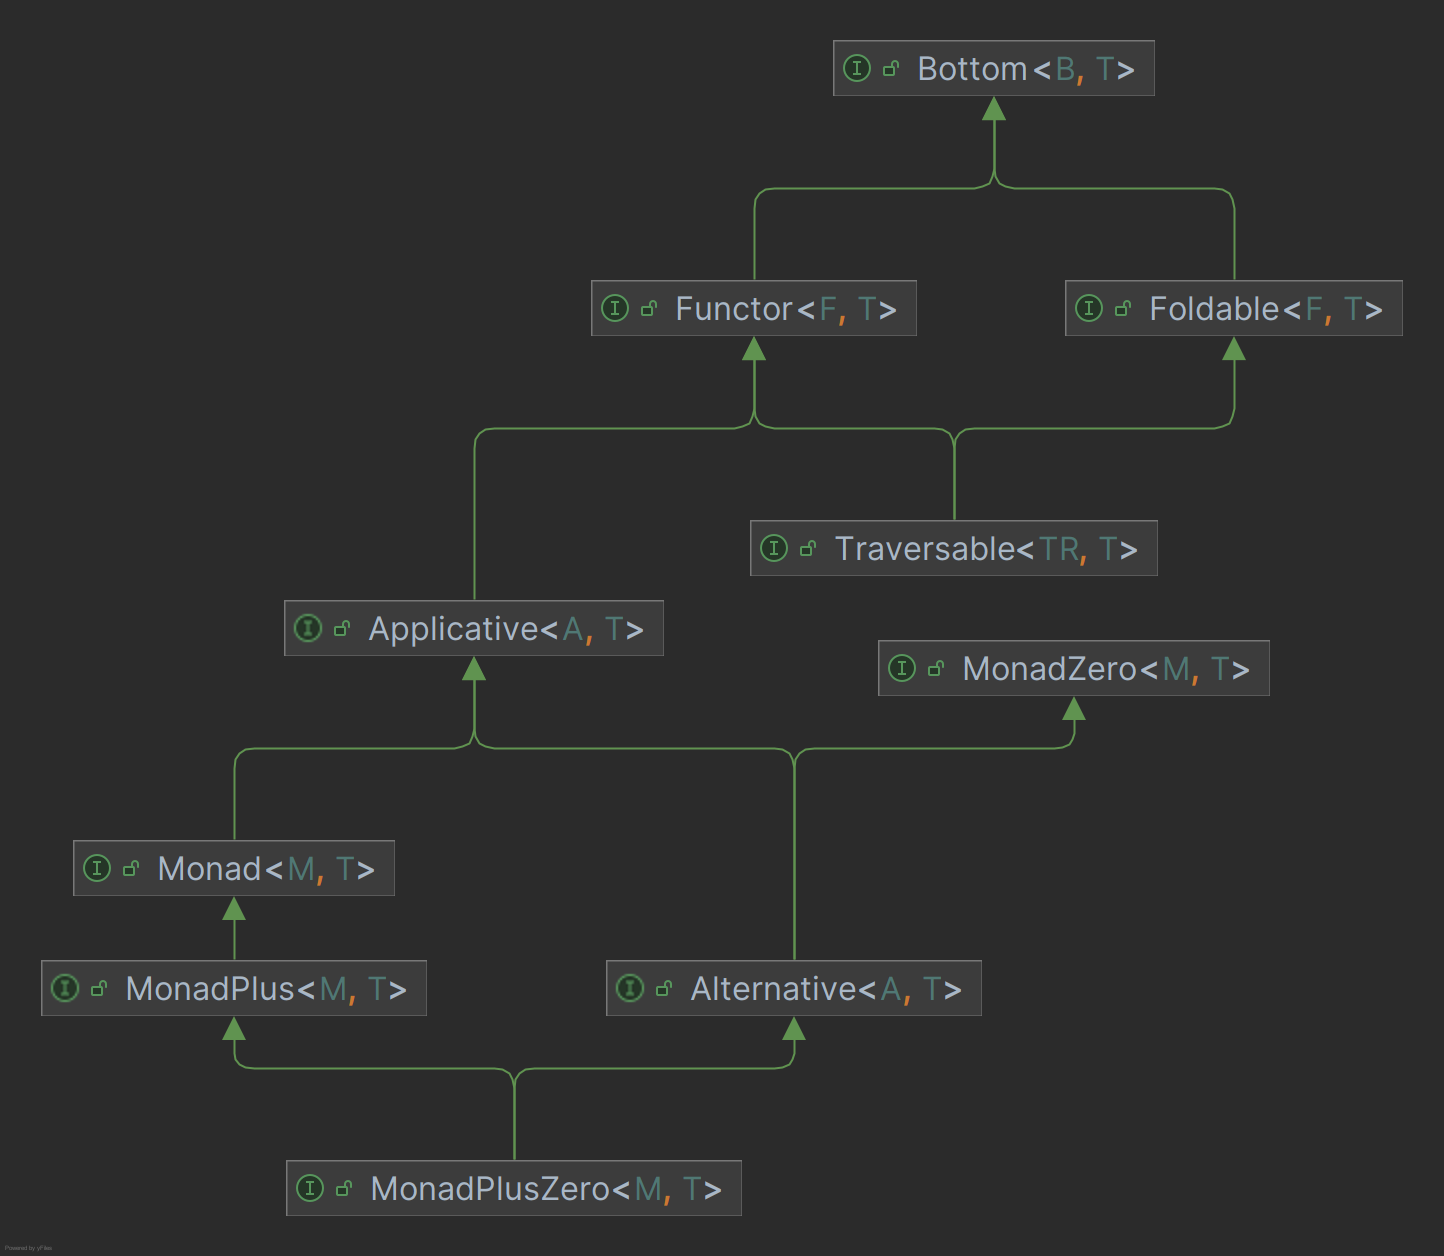 Bottom<B, T>
Functor<F, T>
Foldable<F, T>
Traversable<TR, T>
Applicative<A, T>
MonadZero<M, T>
Monad<M, T>
MonadPlus<M, T>
Alternative<A, T>
MonadPlusZero<M, T>
Powered by yFiles